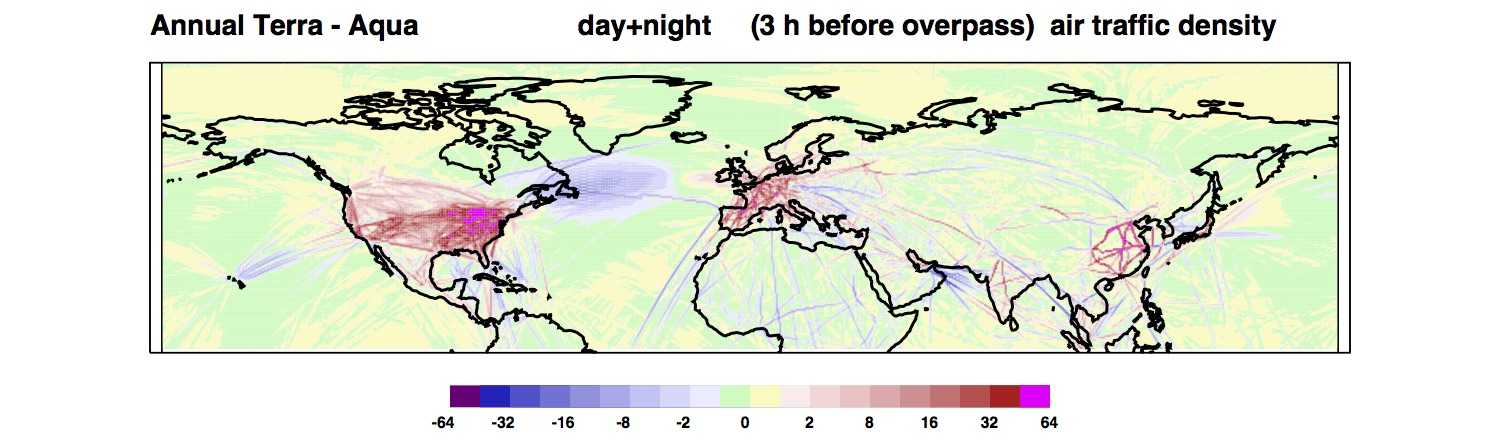 Annual Terra - Aqua day+night (3 h before overpass) air traffic density
-64 -32 -16 -8 -2 0 2 8 16 32 64